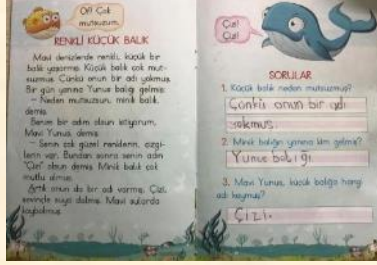 Of! Çok
mutsuzum.
RENKLİ KÜÇÜK BALIK
Mavi denizlerde renkli, küçük bir
balık yaşarmış. Küçük balık çok mut-
suzmuş. Çünkü onun bir adı yokmuş.
Bir gün yanına Yunus balığı gelmiş:
– Neden mutsuzsun, minik balık,
demiş.
Benim bir adım olsun istiyorum,
Mavi Yunus, demiş.
– Senin çok güzel renklerin, çizgi-
lerin var. Bundan sonra senin adın
"Çizi" olsun demiş. Minik balık çok
mutlu olmuş.
Artık onun da bir adı varmış. Çizi,
sevinçle suya dalmış. Mavi sularda
kaybolmuş.
Çizi!
Çizi!
SORULAR
1. Küçük balık neden mutsuzmuş?
Çünkü onun bir adı
yokmuş.
2. Minik balığın yanına kim gelmiş?
Yunus balığı.
3. Mavi Yunus, küçük balığa hangi
adı koymuş?
Çizi.